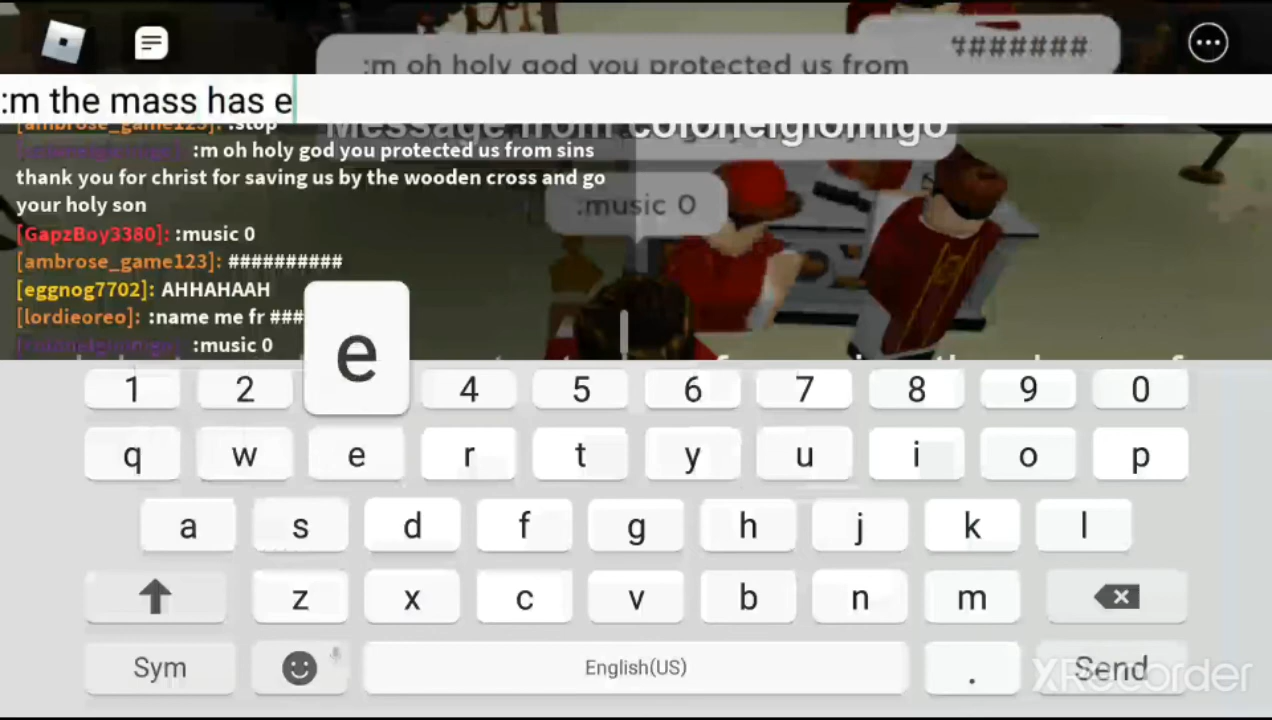 #######
:m oh holy god you protected us from
:m the mass has e
Message from colonelgiomigo
[ambrose_game123]: :stop
:m oh holy god you protected us from sins
thank you for christ for saving us by the wooden cross and go
your holy son
:music 0
[GapzBoy3380]: :music 0
[ambrose_game123]: ##########
[eggnog7702]: AHHAHAAH
[lordieoreo]: :name me fr ###
:music 0
e
1 2 4 5 6 7 8 9 0
q w e r t y u i o p
a s d f g h j k l
z x c v b n m
Sym English(US) . Send
XRecorder